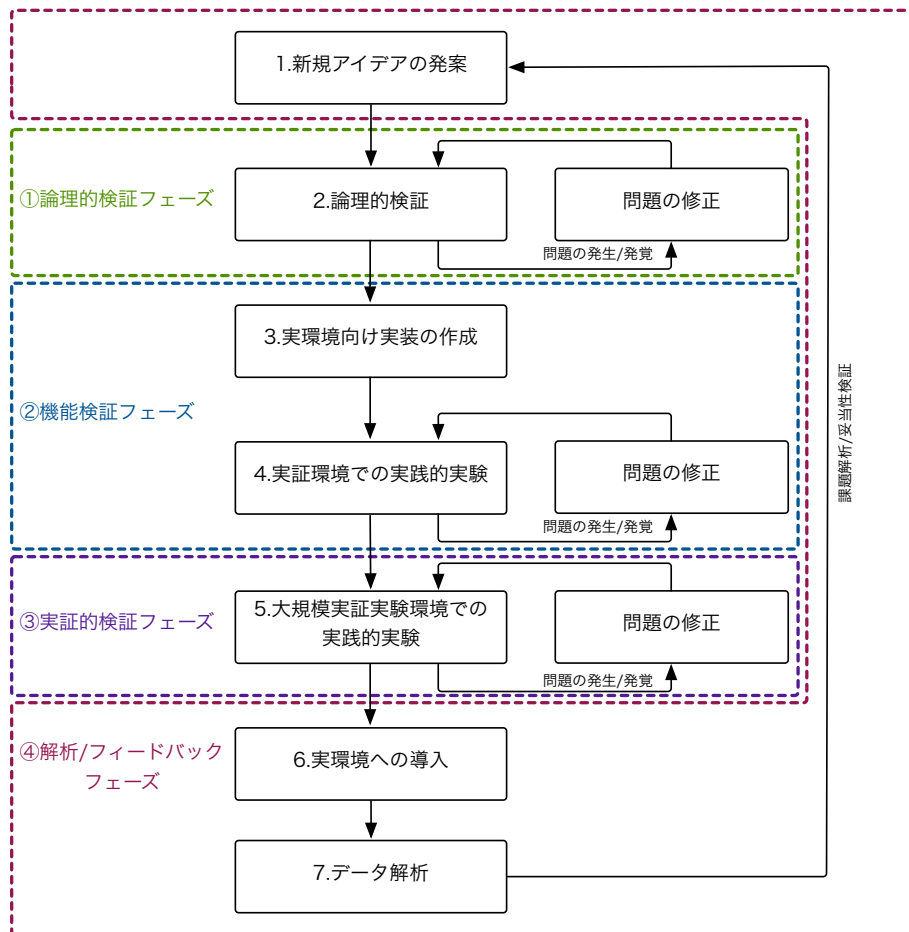 1.新規アイデアの発案
①論理的検証フェーズ
2.論理的検証
問題の修正
問題の発生/発覚
3.実環境向け実装の作成
②機能検証フェーズ
4.実証環境での実践的実験
問題の修正
問題の発生/発覚
課題解析/妥当性検証
③実証的検証フェーズ
5.大規模実証実験環境での
実践的実験
問題の修正
問題の発生/発覚
④解析/フィードバック
フェーズ
6.実環境への導入
7.データ解析